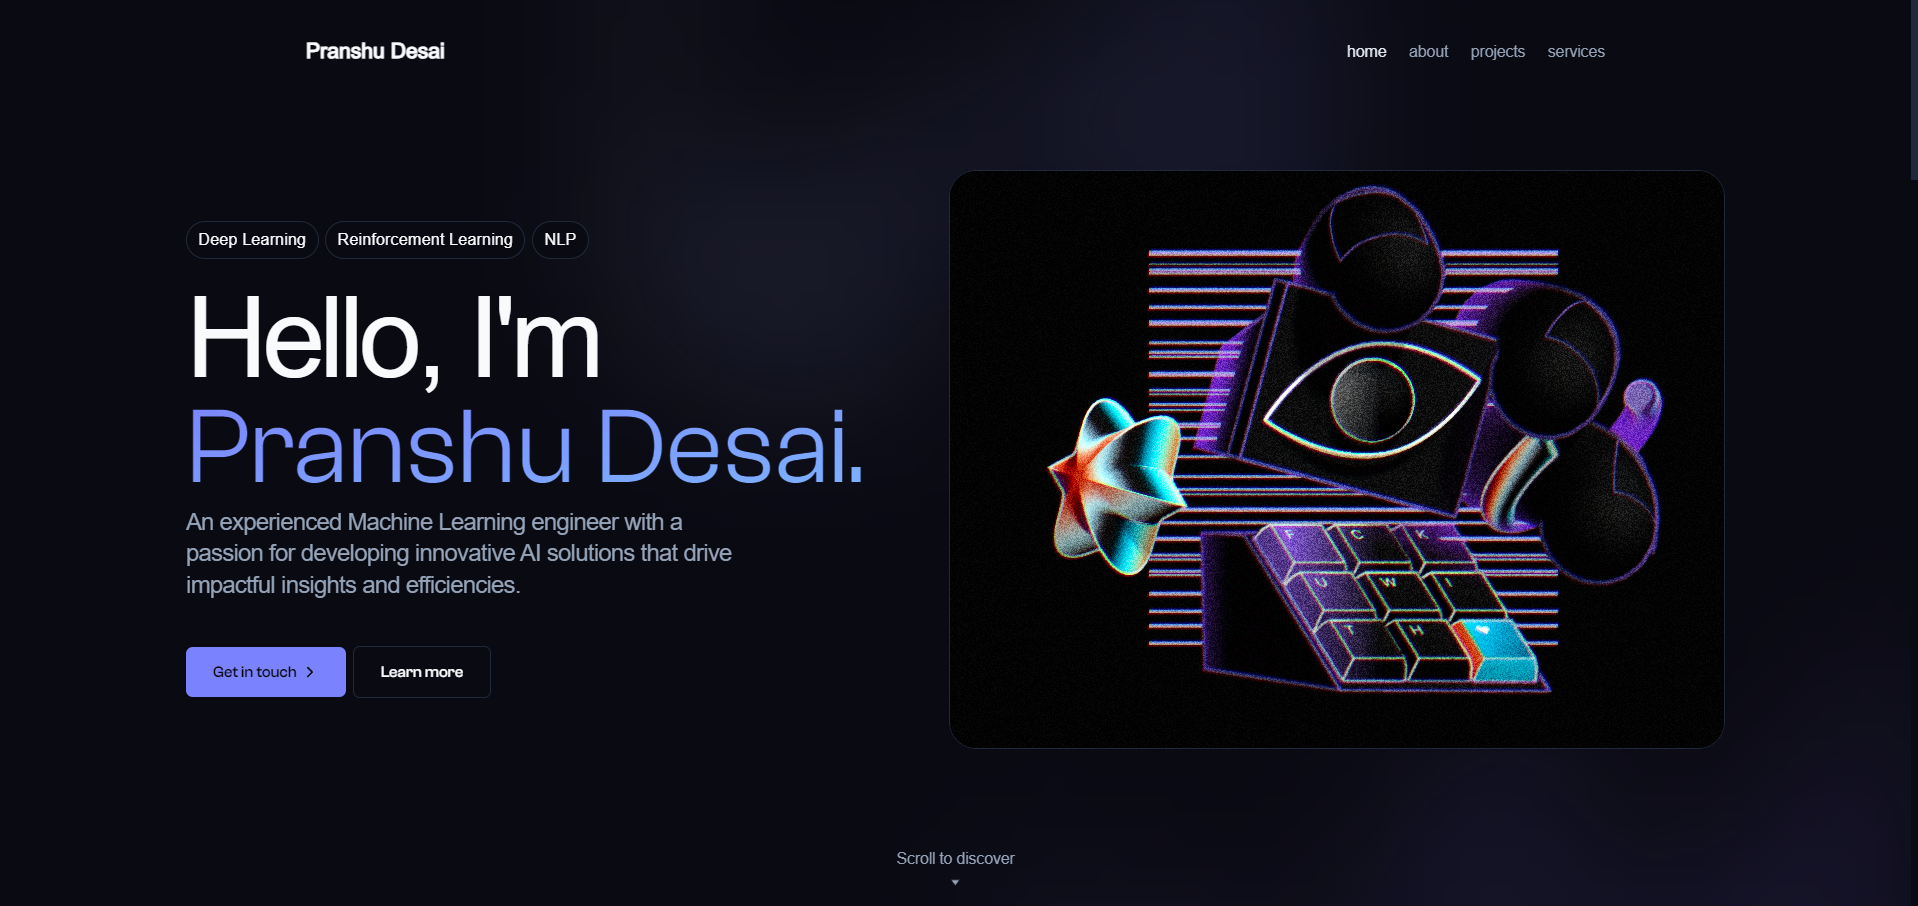 Pranshu Desai
home about projects services
Deep Learning Reinforcement Learning NLP
Hello, I'm
Pranshu Desai.
An experienced Machine Learning engineer with a
passion for developing innovative AI solutions that drive
impactful insights and efficiencies.
Get in touch
Learn more
F C K
U W I
T H
Scroll to discover